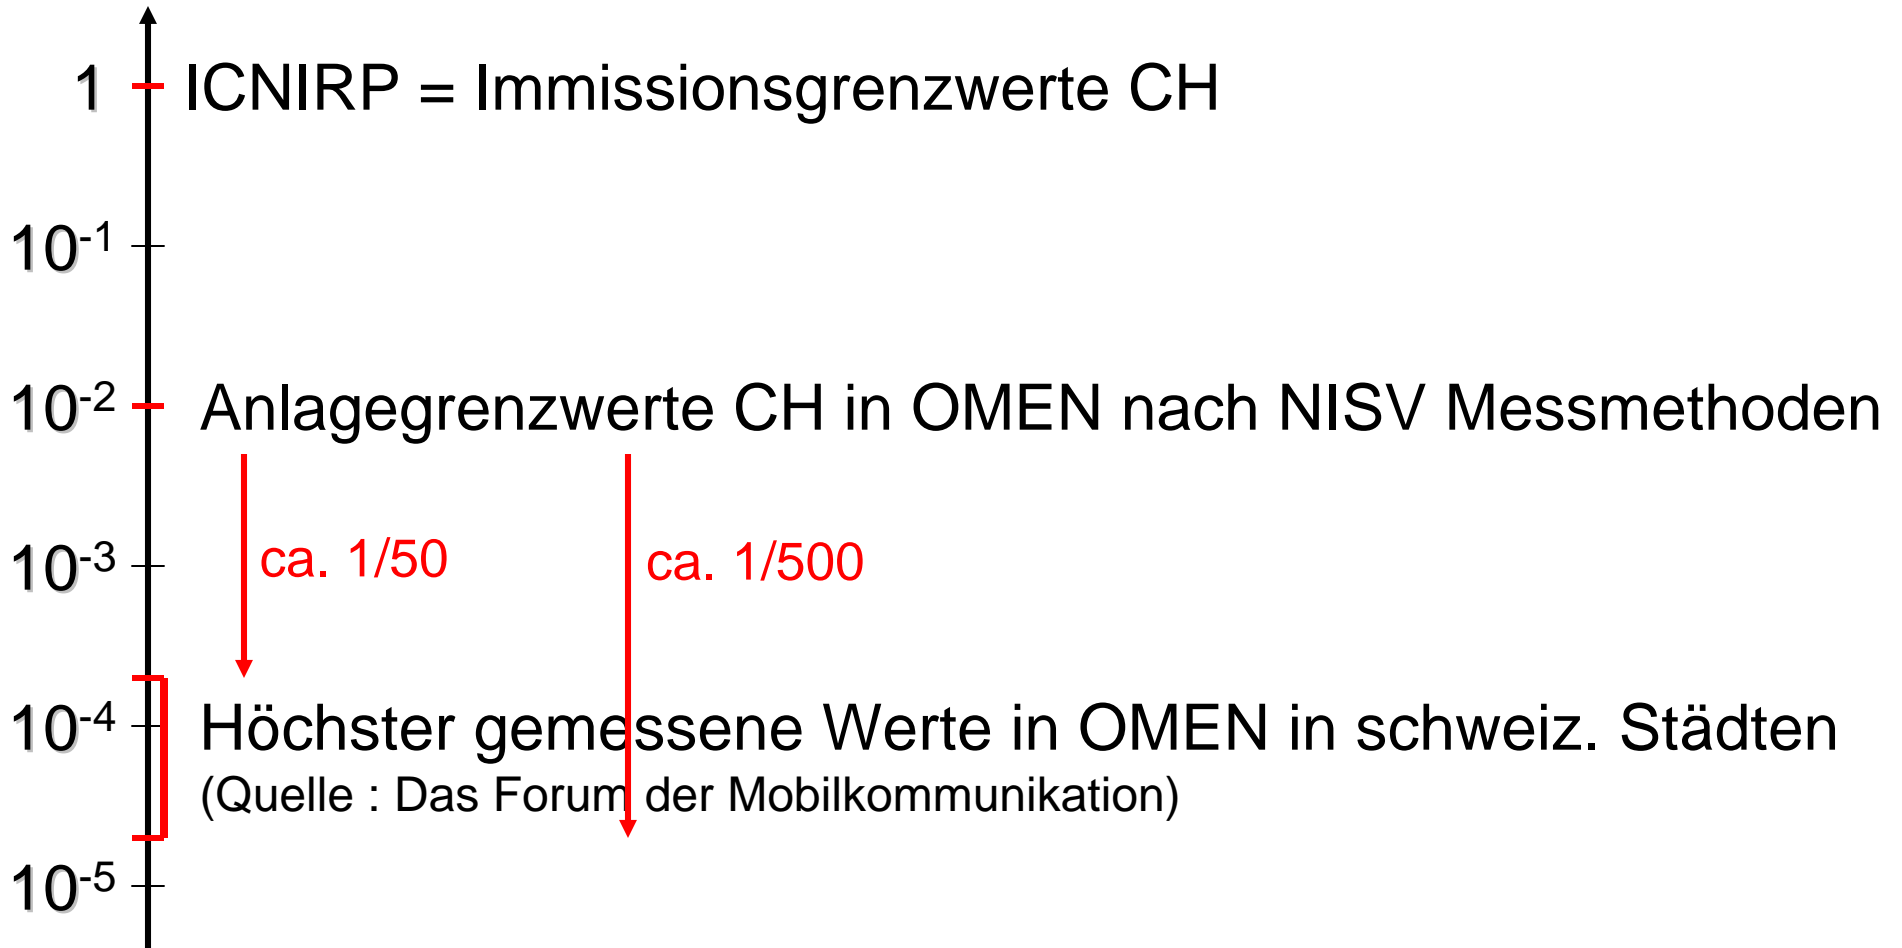 1 ICNIRP = Immissionsgrenzwerte CH
10⁻¹
10⁻² Anlagegrenzwerte CH in OMEN nach NISV Messmethoden
10⁻³ ca. 1/50 ca. 1/500
10⁻⁴ Höchster gemessene Werte in OMEN in schweiz. Städten
(Quelle : Das Forum der Mobilkommunikation)
10⁻⁵